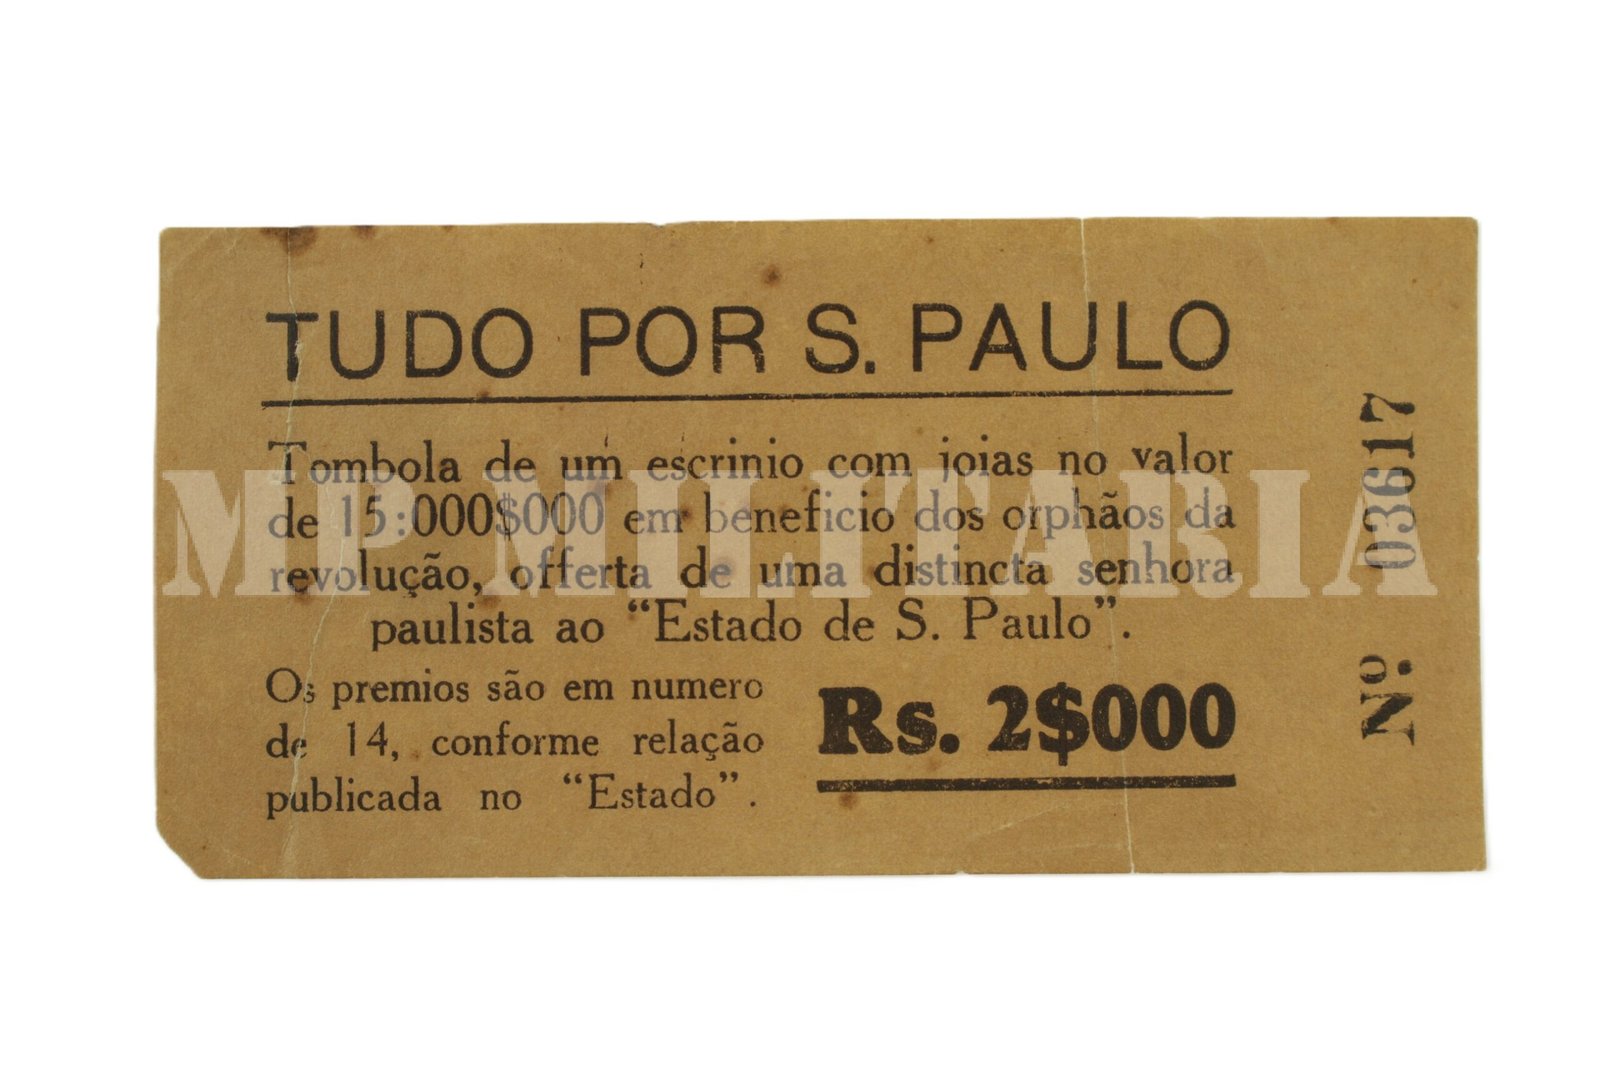 TUDO POR S. PAULO
Tombola de um escrinio com joias no valor
de 15:000$000 em beneficio dos orphãos da
revolução, offerta de uma distincta senhora
paulista ao “Estado de S. Paulo”.
Os premios são em numero
de 14, conforme relação
publicada no “Estado”.
Rs. 2$000
Nº. 03617
MP MILITARIA